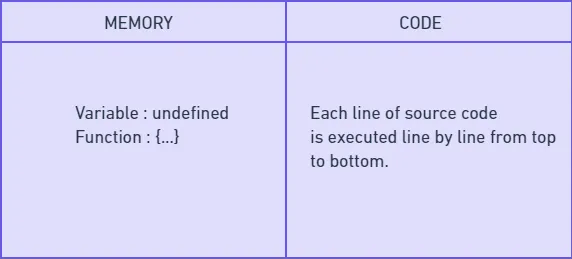 MEMORY
CODE
Variable : undefined
Function : {...}
Each line of source code
is executed line by line from top
to bottom.